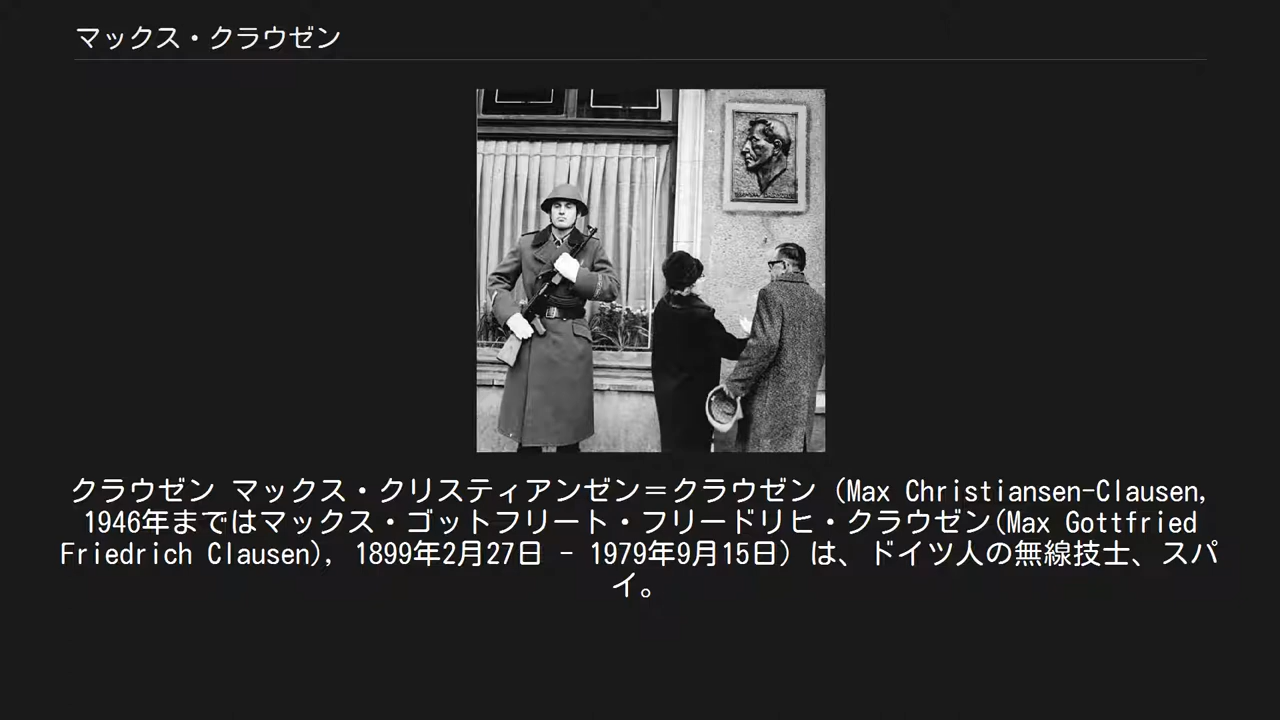 マックス・クラウゼン
クラウゼン マックス・クリスティアンゼン＝クラウゼン（Max Christiansen-Clausen,
1946年まではマックス・ゴットフリート・フリードリヒ・クラウゼン(Max Gottfried
Friedrich Clausen), 1899年2月27日 - 1979年9月15日）は、ドイツ人の無線技士、スパ
イ。